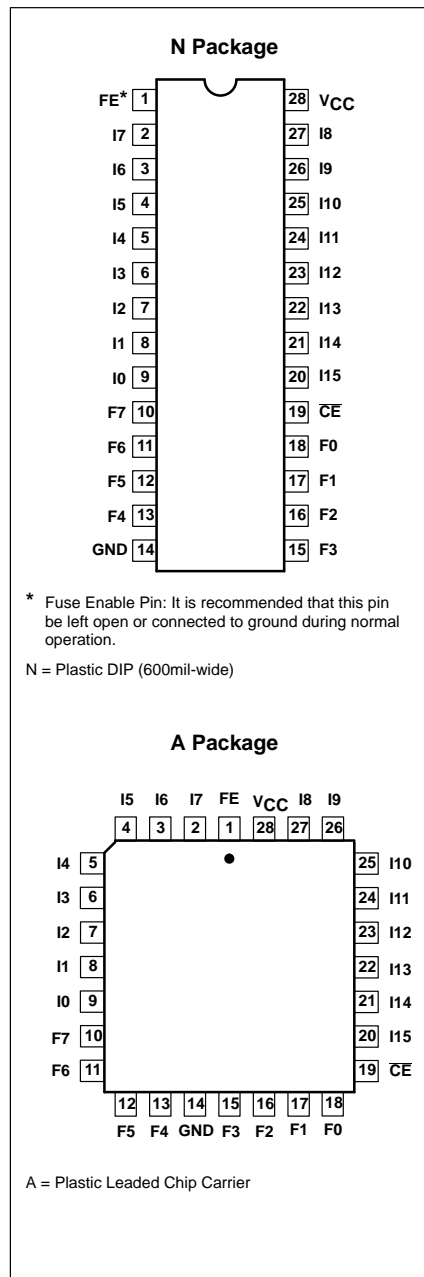 N Package
FE* 1 28 VCC
I7 2 27 I8
I6 3 26 I9
I5 4 25 I10
I4 5 24 I11
I3 6 23 I12
I2 7 22 I13
I1 8 21 I14
I0 9 20 I15
F7 10 19 CE
F6 11 18 F0
F5 12 17 F1
F4 13 16 F2
GND 14 15 F3
* Fuse Enable Pin: It is recommended that this pin
be left open or connected to ground during normal
operation.
N = Plastic DIP (600mil-wide)
A Package
I5 I6 I7 FE VCC I8 I9
4 3 2 1 28 27 26
I4 5 25 I10
I3 6 24 I11
I2 7 23 I12
I1 8 22 I13
I0 9 21 I14
F7 10 20 I15
F6 11 19 CE
12 13 14 15 16 17 18
F5 F4 GND F3 F2 F1 F0
A = Plastic Leaded Chip Carrier